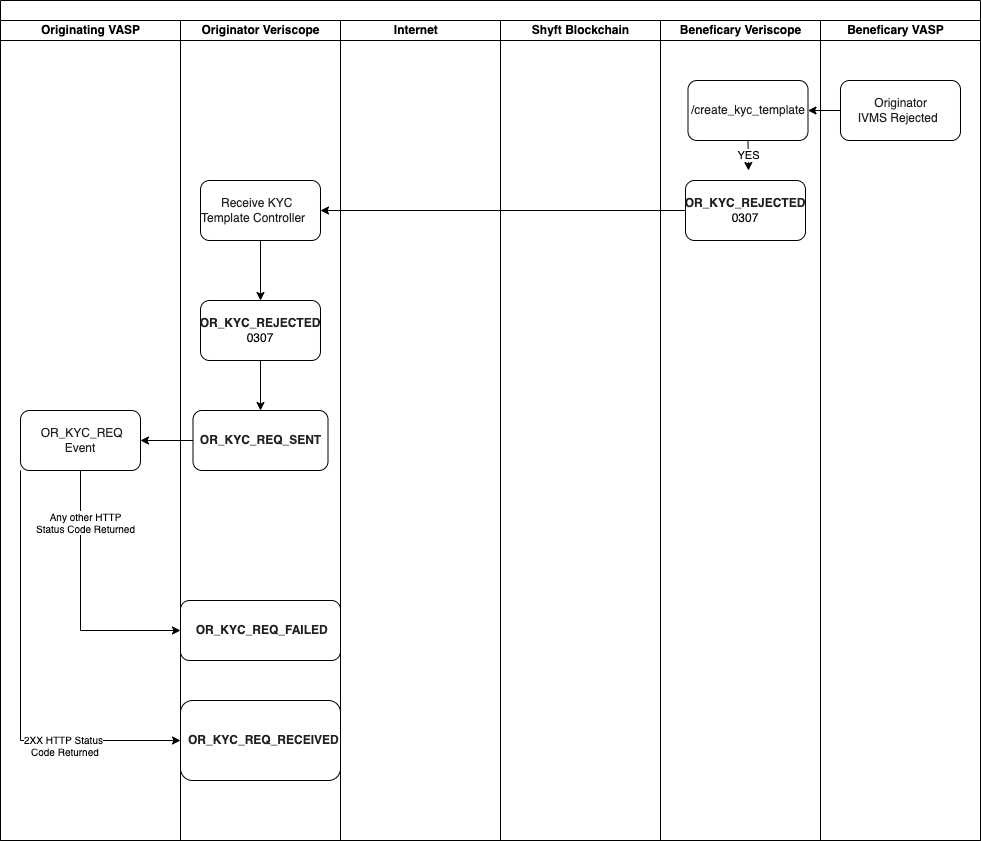 Originating VASP
Originator Veriscope
Internet
Shyft Blockchain
Beneficary Veriscope
Beneficary VASP
/create_kyc_template
Originator
IVMS Rejected
YES
OR_KYC_REJECTED
0307
Receive KYC
Template Controller
OR_KYC_REJECTED
0307
OR_KYC_REQ
Event
OR_KYC_REQ_SENT
Any other HTTP
Status Code Returned
OR_KYC_REQ_FAILED
2XX HTTP Status
Code Returned
OR_KYC_REQ_RECEIVED